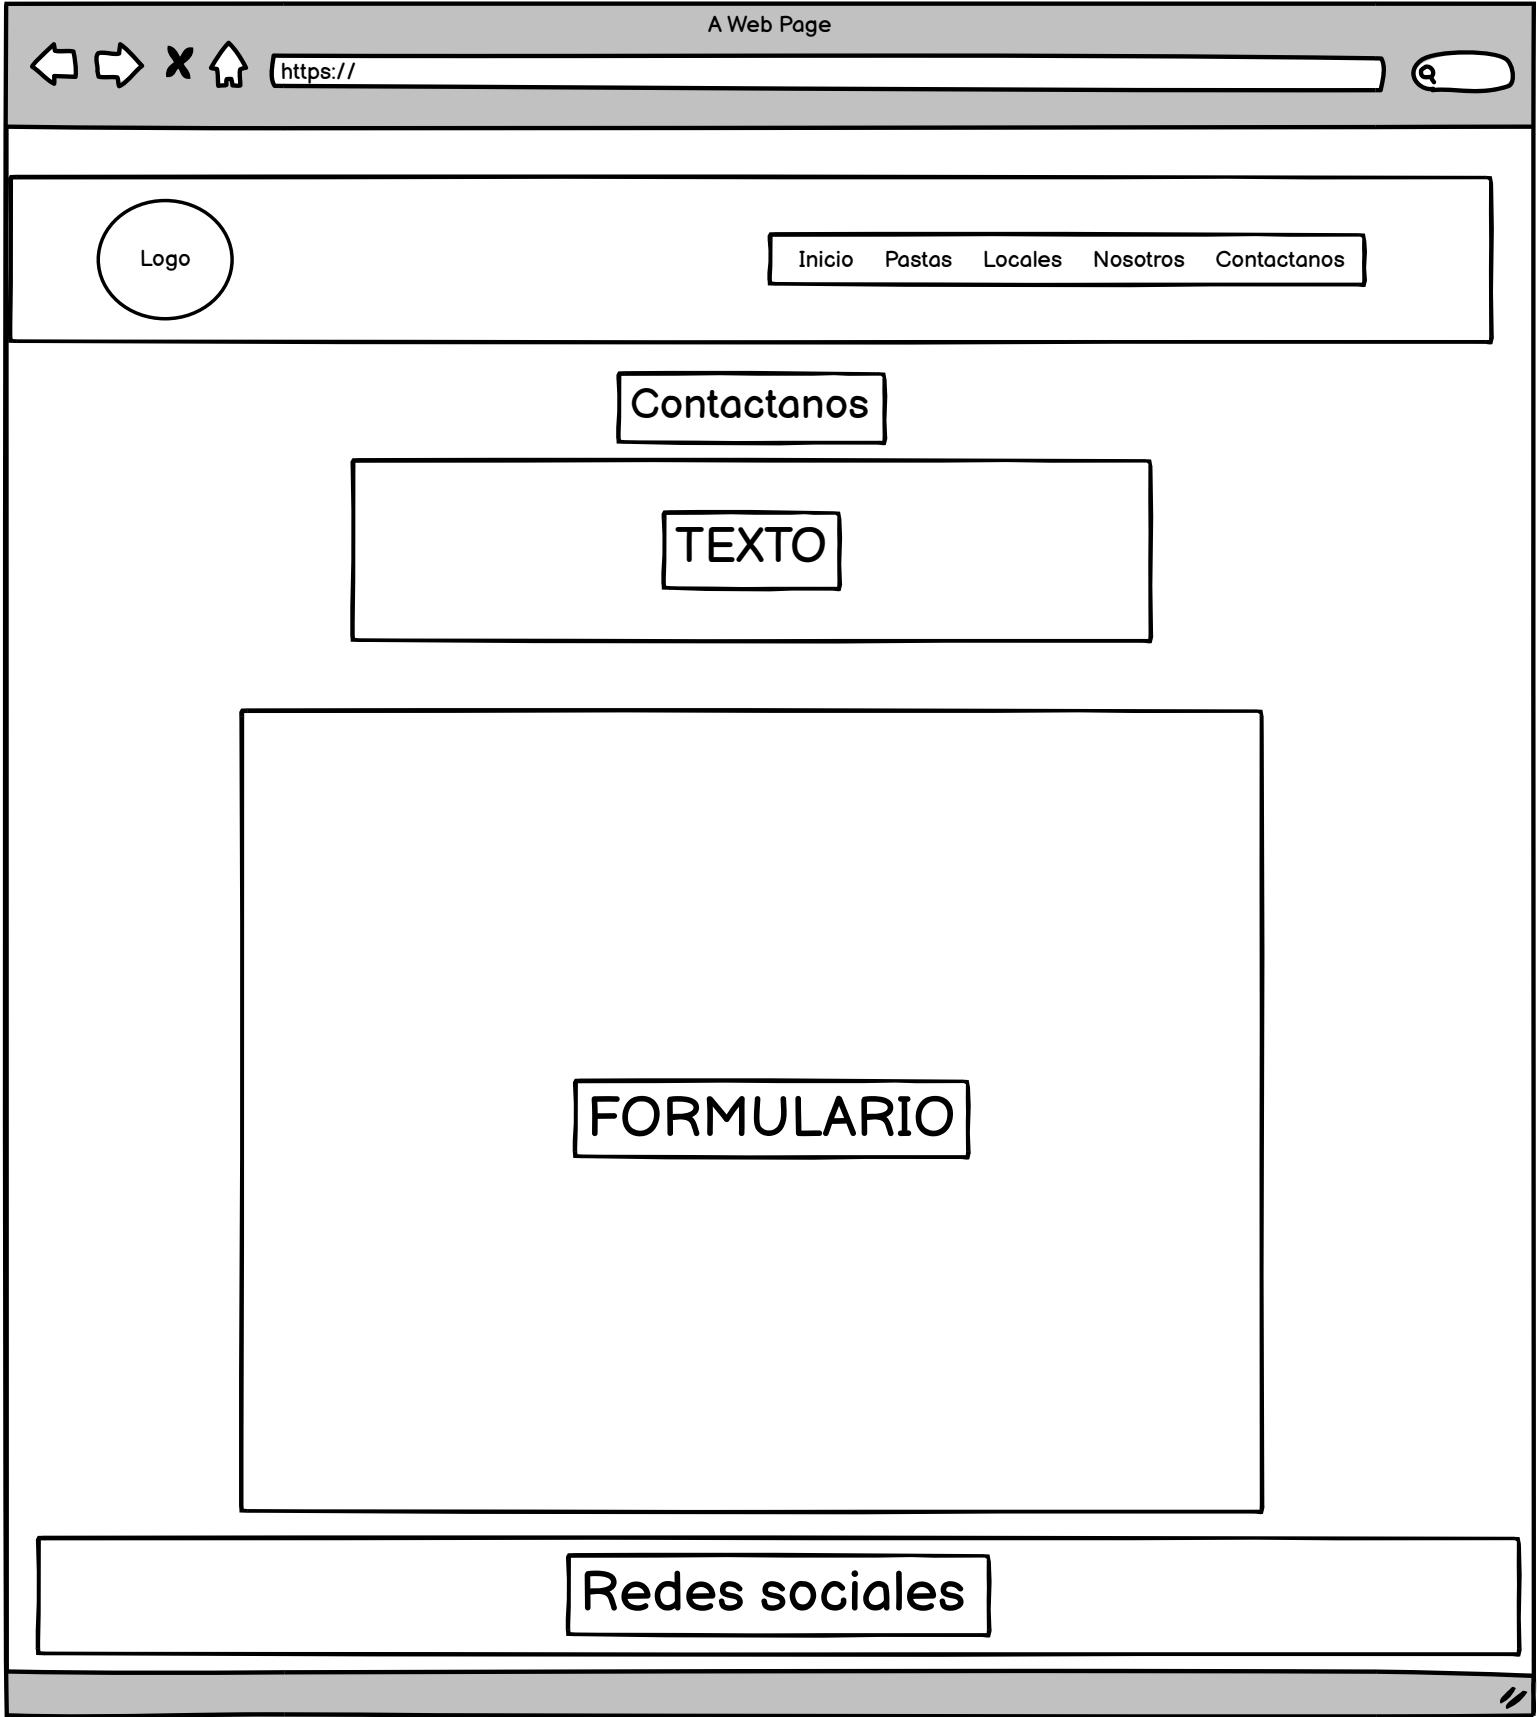 A Web Page
https://
Logo
Inicio Pastas Locales Nosotros Contactanos
Contactanos
TEXTO
FORMULARIO
Redes sociales